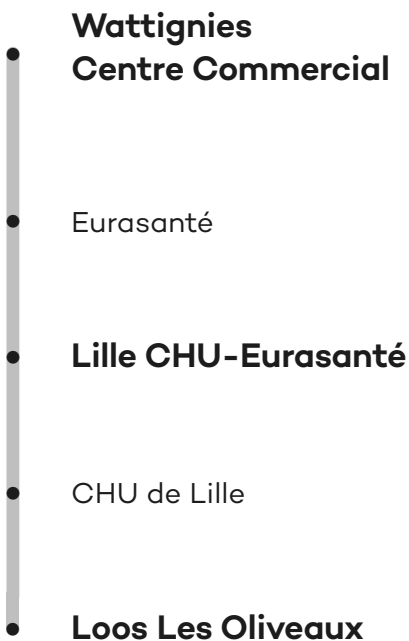 Wattignies
Centre Commercial
Eurasanté
Lille CHU-Eurasanté
CHU de Lille
Loos Les Oliveaux